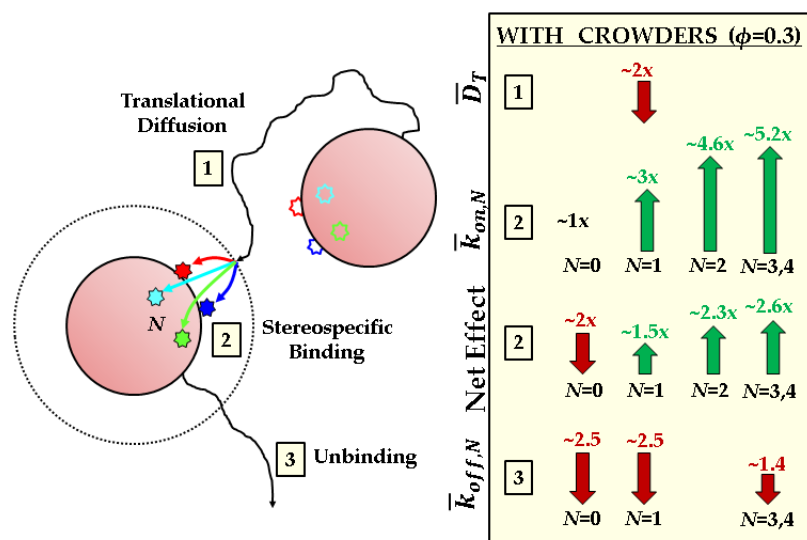 Translational
Diffusion
1
N
2
Stereospecific
Binding
3
Unbinding
WITH CROWDERS (ϕ=0.3)
D̅_T
1
~2x
k̅_{on,N}
2
~1x
~3x
~4.6x
~5.2x
N=0
N=1
N=2
N=3,4
Net Effect
2
~2x
~1.5x
~2.3x
~2.6x
N=0
N=1
N=2
N=3,4
k̅_{off,N}
3
~2.5
~2.5
~1.4
N=0
N=1
N=3,4